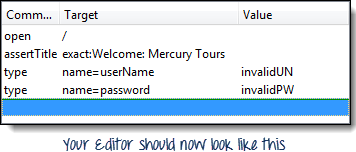 Comm... Target Value
open /
assertTitle exact:Welcome: Mercury Tours
type name=userName invalidUN
type name=password invalidPW
Your Editor should now look like this